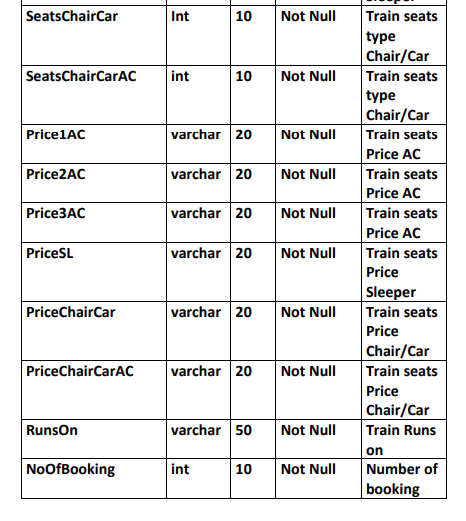 Sleeper
SeatsChairCar Int 10 Not Null Train seats
type
Chair/Car
SeatsChairCarAC int 10 Not Null Train seats
type
Chair/Car
Price1AC varchar 20 Not Null Train seats
Price AC
Price2AC varchar 20 Not Null Train seats
Price AC
Price3AC varchar 20 Not Null Train seats
Price AC
PriceSL varchar 20 Not Null Train seats
Price
Sleeper
PriceChairCar varchar 20 Not Null Train seats
Price
Chair/Car
PriceChairCarAC varchar 20 Not Null Train seats
Price
Chair/Car
RunsOn varchar 50 Not Null Train Runs
on
NoOfBooking int 10 Not Null Number of
booking